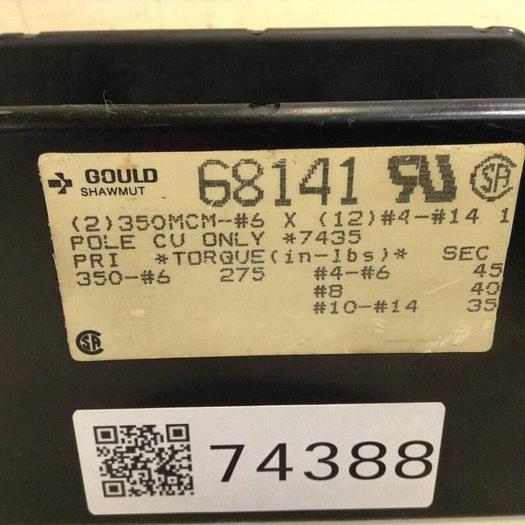 GOULD 68141
SHAWMUT
(2)350MCM-#6 X (12)#4-#14 1
POLE CU ONLY *7435
PRI *TORQUE(in-lbs)* SEC
350-#6 275 #4-#6 45
#8 40
#10-#14 35
74388